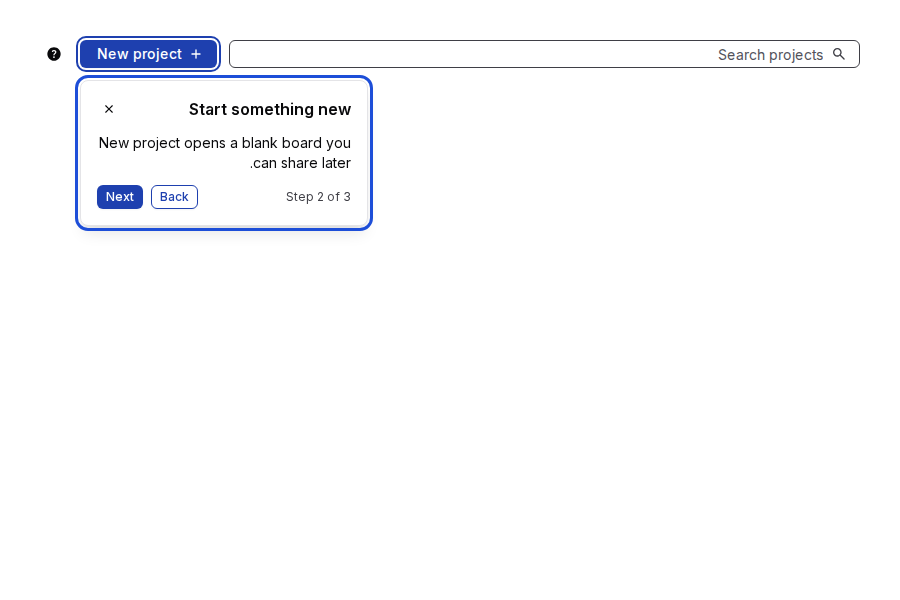 Search projects
New project
Start something new
New project opens a blank board you
can share later.
Step 2 of 3
Back
Next